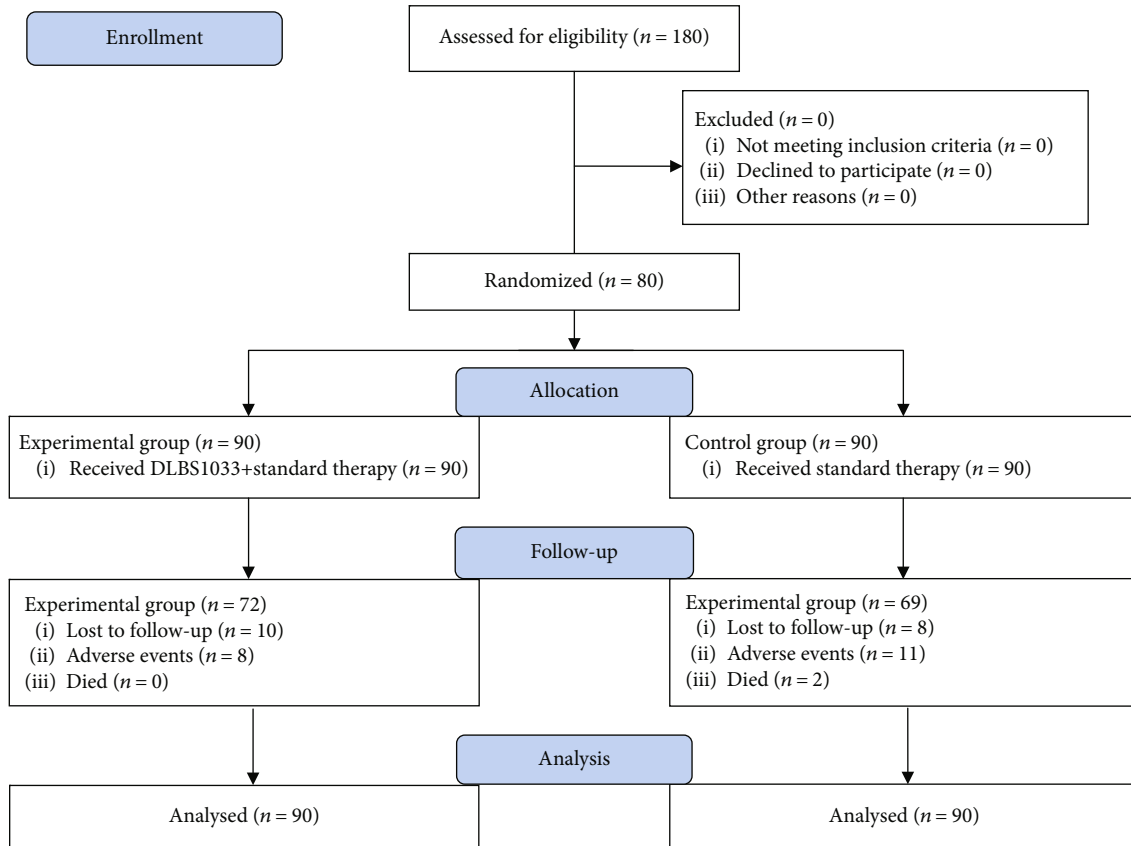 Enrollment
Assessed for eligibility (n = 180)
Excluded (n = 0)
(i) Not meeting inclusion criteria (n = 0)
(ii) Declined to participate (n = 0)
(iii) Other reasons (n = 0)
Randomized (n = 80)
Allocation
Experimental group (n = 90)
(i) Received DLBS1033+standard therapy (n = 90)
Control group (n = 90)
(i) Received standard therapy (n = 90)
Follow-up
Experimental group (n = 72)
(i) Lost to follow-up (n = 10)
(ii) Adverse events (n = 8)
(iii) Died (n = 0)
Experimental group (n = 69)
(i) Lost to follow-up (n = 8)
(ii) Adverse events (n = 11)
(iii) Died (n = 2)
Analysis
Analysed (n = 90)
Analysed (n = 90)